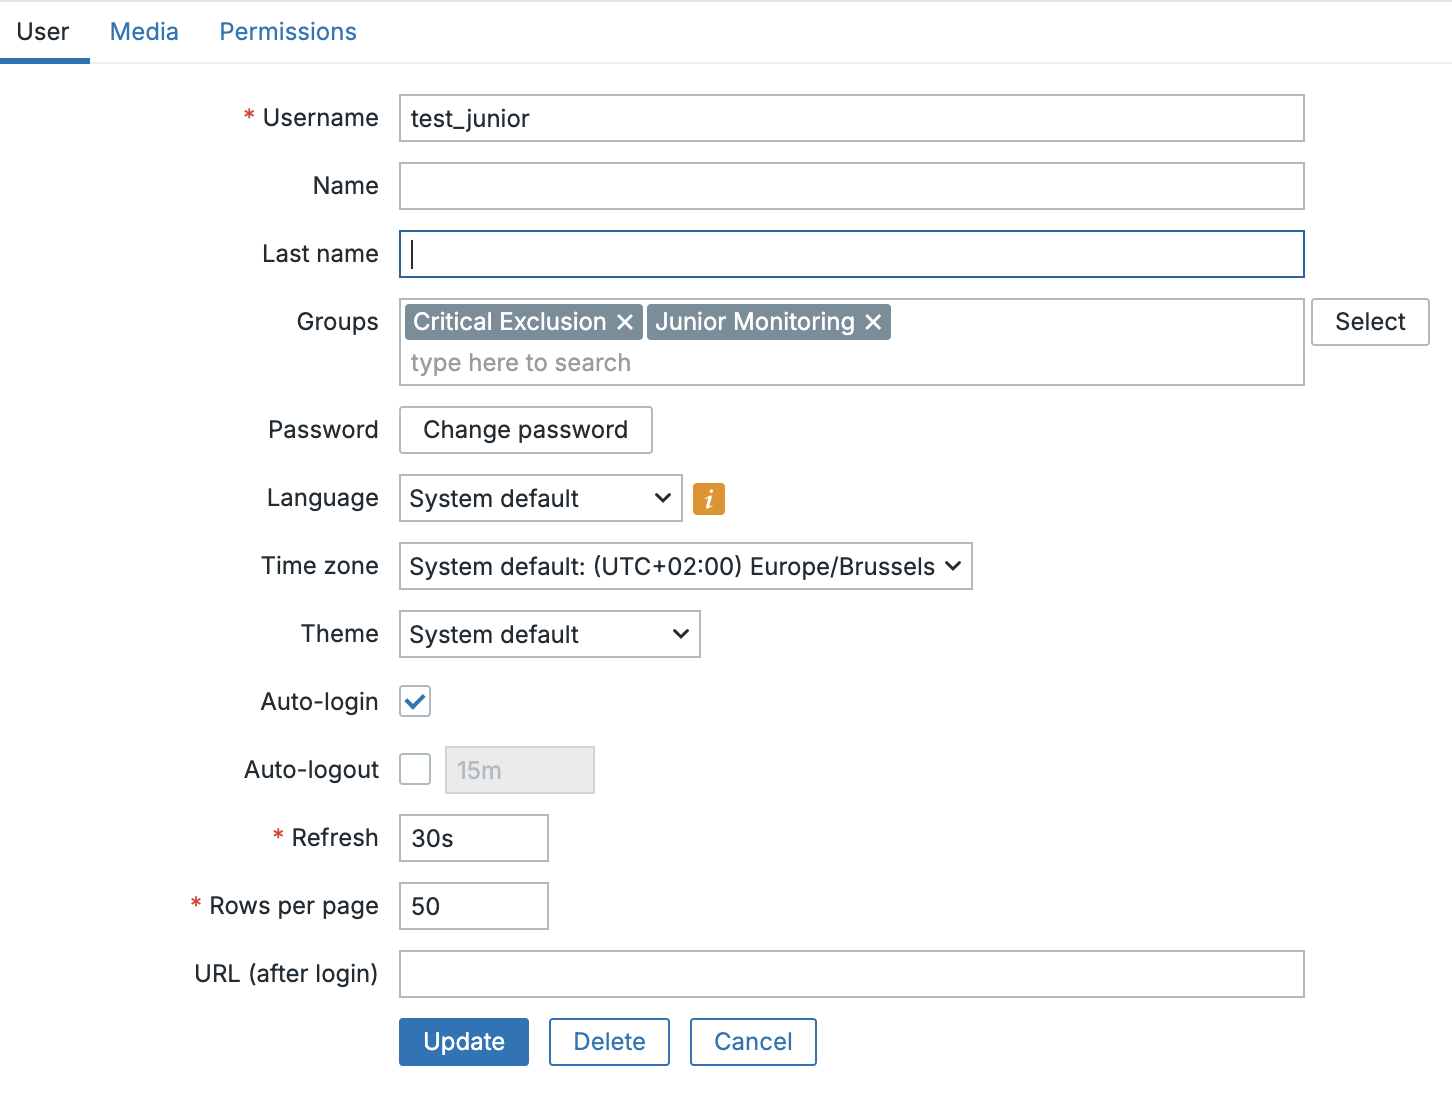 User Media Permissions
* Username test_junior
Name
Last name
Groups Critical Exclusion Junior Monitoring Select
type here to search
Password Change password
Language System default i
Time zone System default: (UTC+02:00) Europe/Brussels
Theme System default
Auto-login
Auto-logout 15m
* Refresh 30s
* Rows per page 50
URL (after login)
Update Delete Cancel